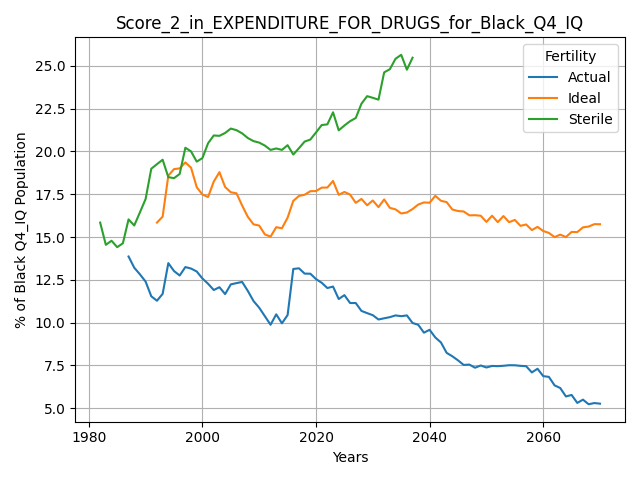 Score_2_in_EXPENDITURE_FOR_DRUGS_for_Black_Q4_IQ
Fertility
Actual
Ideal
Sterile
% of Black Q4_IQ Population
25.0
22.5
20.0
17.5
15.0
12.5
10.0
7.5
5.0
1980
2000
2020
2040
2060
Years